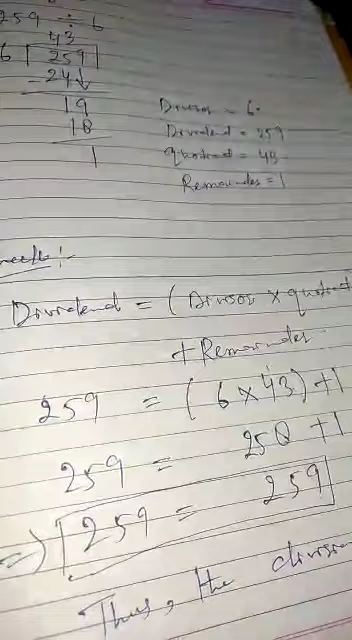 259 ÷ 6
43
6 | 259
- 24↓
19
18
1
Divisor = 6
Dividend = 259
Quotient = 43
Remainder = 1
Dividend = (Divisor × quotient
+ Remainder
259 = (6×43)+1
259 = 258 +1
=> 259 = 259
Thus, the division